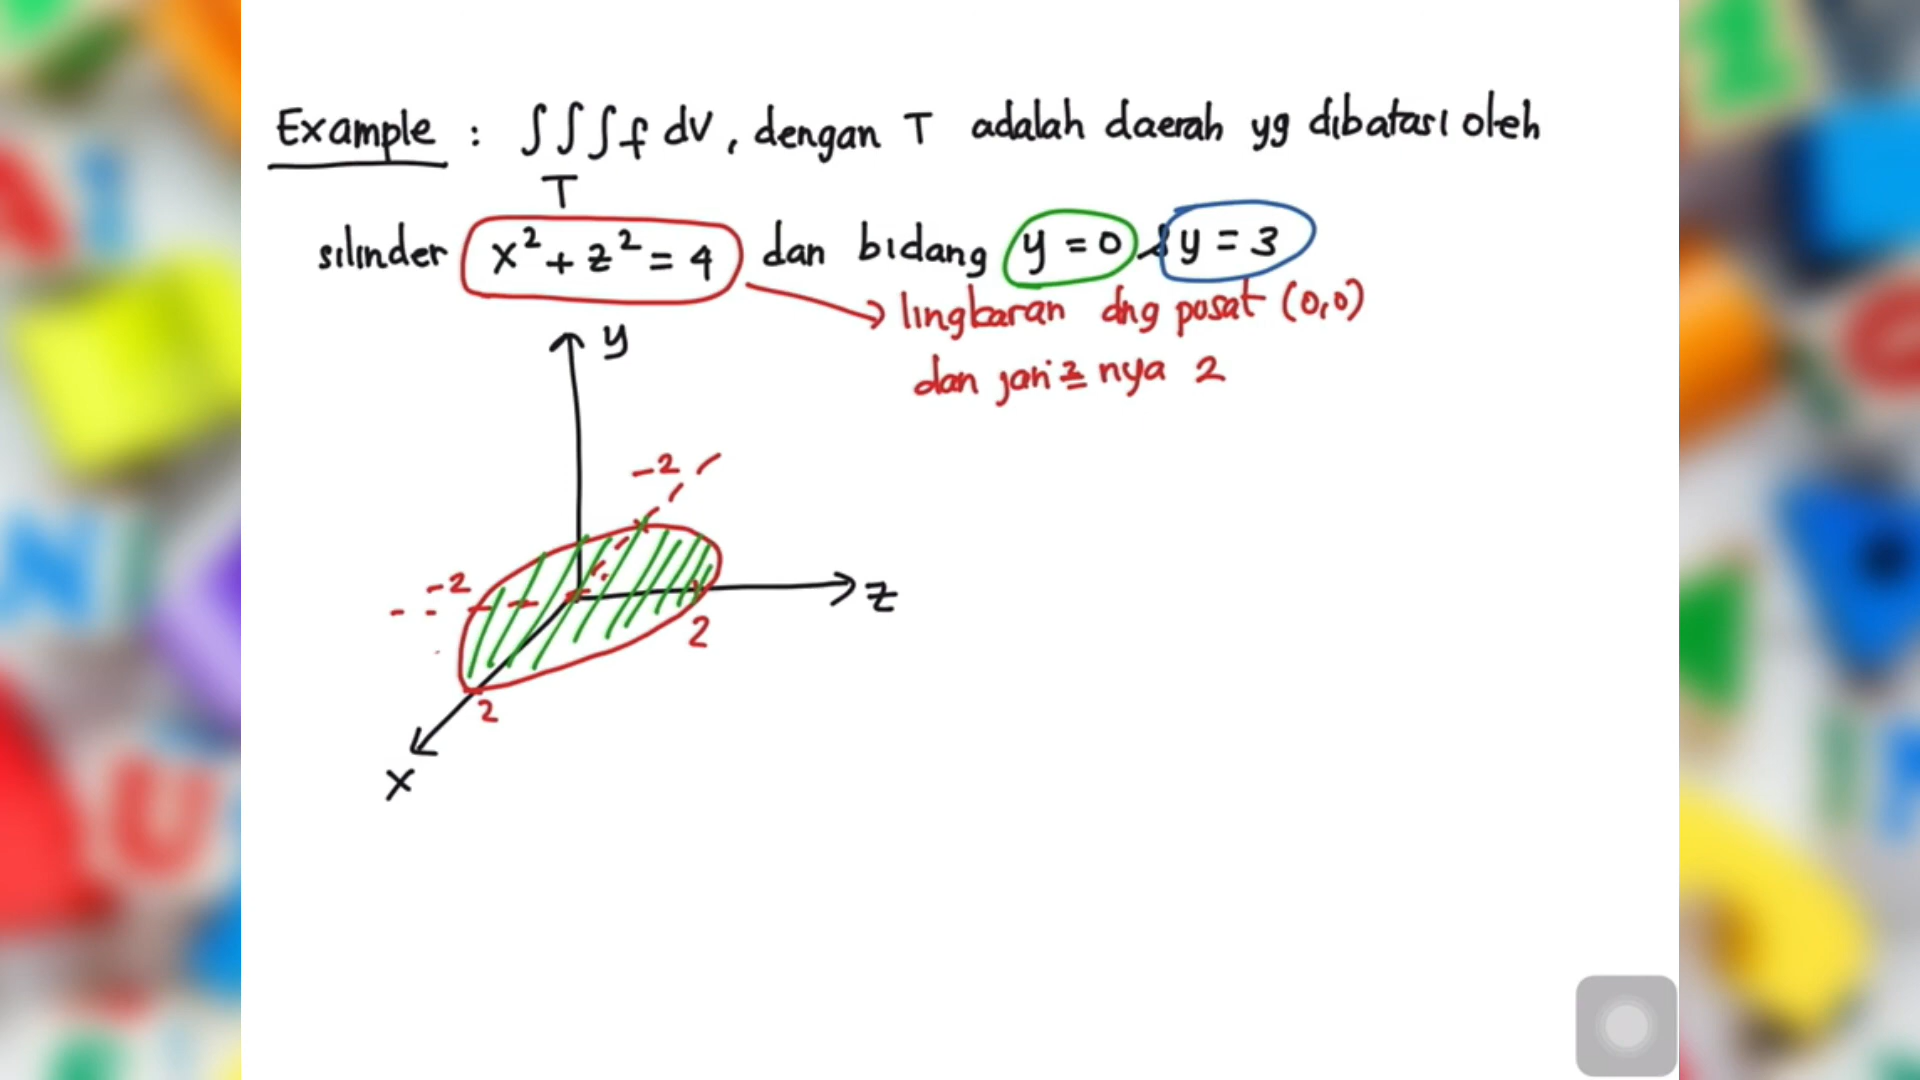 Example : ∫∫∫ f dV , dengan T adalah daerah yg dibatasi oleh
T
silinder x² + z² = 4 dan bidang y = 0 & y = 3
lingkaran dng pusat (0,0)
dan jari2 nya 2
y
-2
-2
z
2
2
x